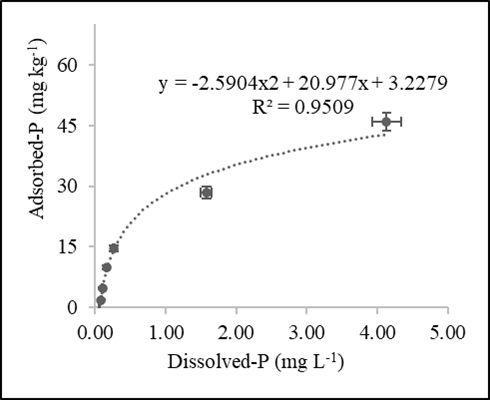 60
45
30
15
0
y = -2.5904x2 + 20.977x + 3.2279
R² = 0.9509
0.00 1.00 2.00 3.00 4.00 5.00
Dissolved-P (mg L⁻¹)
Adsorbed-P (mg kg⁻¹)